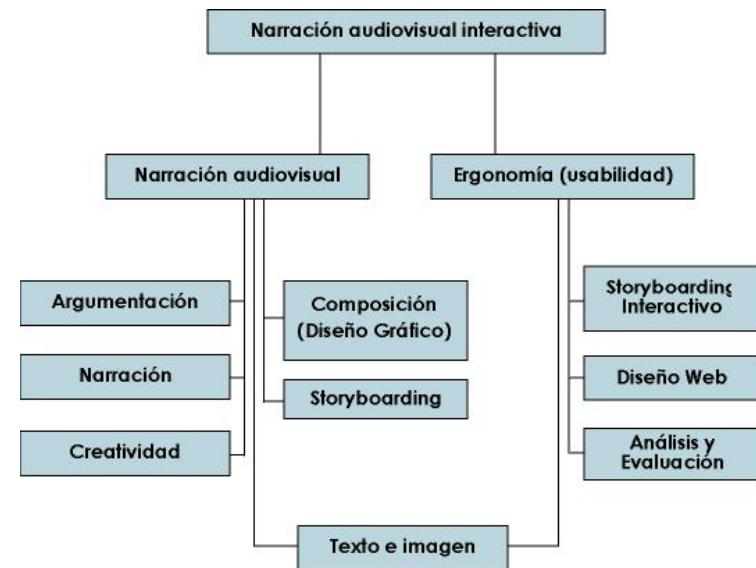 Narración audiovisual interactiva
Narración audiovisual
Ergonomía (usabilidad)
Argumentación
Composición
(Diseño Gráfico)
Storyboarding
Interactivo
Narración
Storyboarding
Diseño Web
Creatividad
Análisis y
Evaluación
Texto e imagen